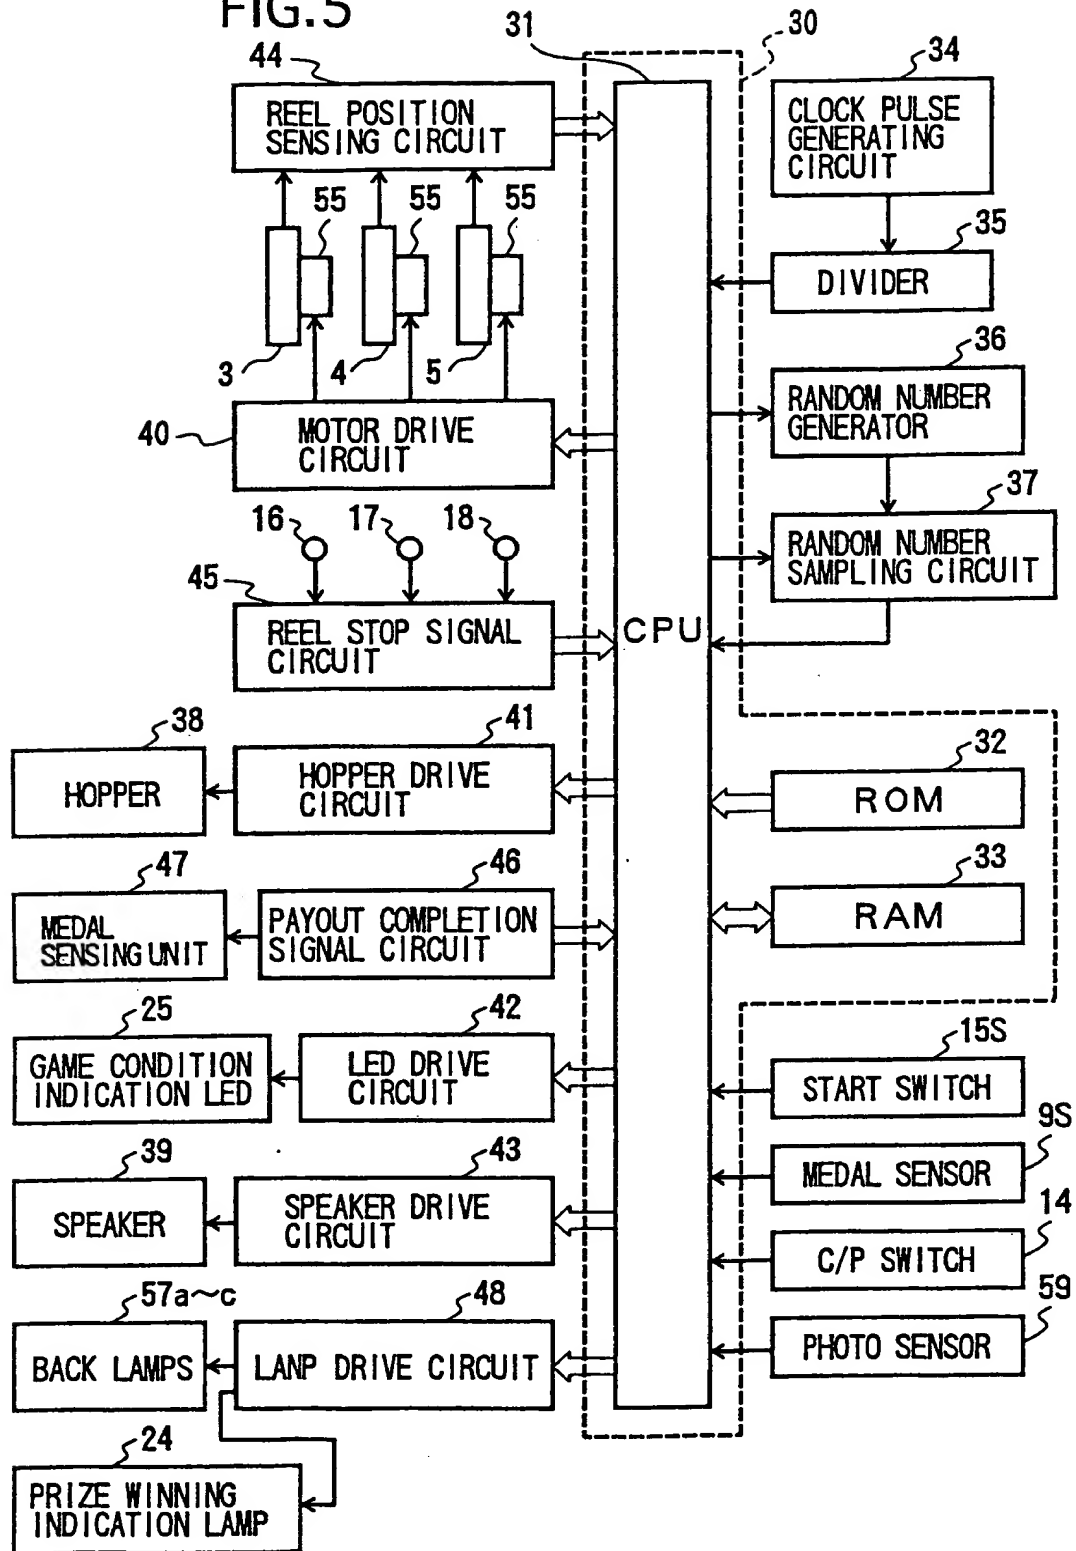 FIG.5
31
30
44
REEL POSITION
SENSING CIRCUIT
34
CLOCK PULSE
GENERATING
CIRCUIT
55
55
55
35
DIVIDER
3
4
5
36
RANDOM NUMBER
GENERATOR
40
MOTOR DRIVE
CIRCUIT
37
RANDOM NUMBER
SAMPLING CIRCUIT
16
17
18
45
REEL STOP SIGNAL
CIRCUIT
CPU
38
HOPPER
41
HOPPER DRIVE
CIRCUIT
32
ROM
47
MEDAL
SENSING UNIT
46
PAYOUT COMPLETION
SIGNAL CIRCUIT
33
RAM
25
GAME CONDITION
INDICATION LED
42
LED DRIVE
CIRCUIT
15S
START SWITCH
9S
MEDAL SENSOR
39
SPEAKER
43
SPEAKER DRIVE
CIRCUIT
14
C/P SWITCH
57a~c
BACK LAMPS
48
LANP DRIVE CIRCUIT
59
PHOTO SENSOR
24
PRIZE WINNING
INDICATION LAMP